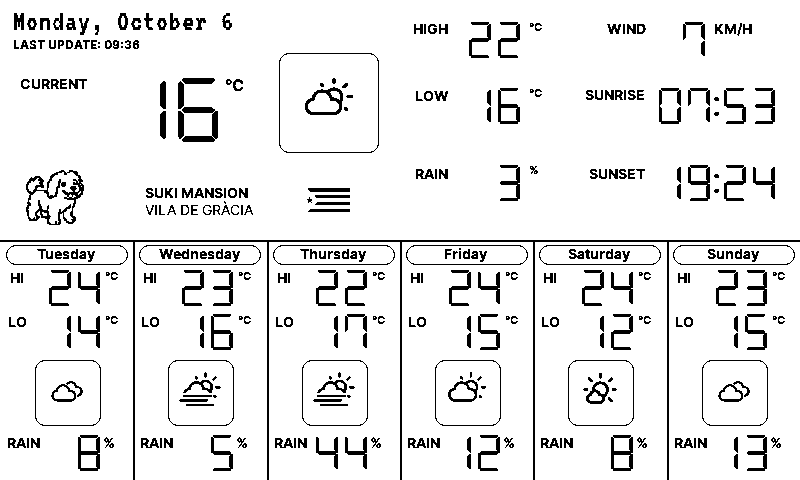 Monday, October 6
LAST UPDATE: 09:36
CURRENT 16 °C
HIGH 22 °C
LOW 16 °C
RAIN 3 %
WIND 7 KM/H
SUNRISE 07:53
SUNSET 19:24
SUKI MANSION
VILA DE GRÀCIA
Tuesday
HI 24 °C
LO 14 °C
RAIN 8 %
Wednesday
HI 23 °C
LO 16 °C
RAIN 5 %
Thursday
HI 22 °C
LO 17 °C
RAIN 44 %
Friday
HI 24 °C
LO 15 °C
RAIN 12 %
Saturday
HI 24 °C
LO 12 °C
RAIN 8 %
Sunday
HI 23 °C
LO 15 °C
RAIN 13 %